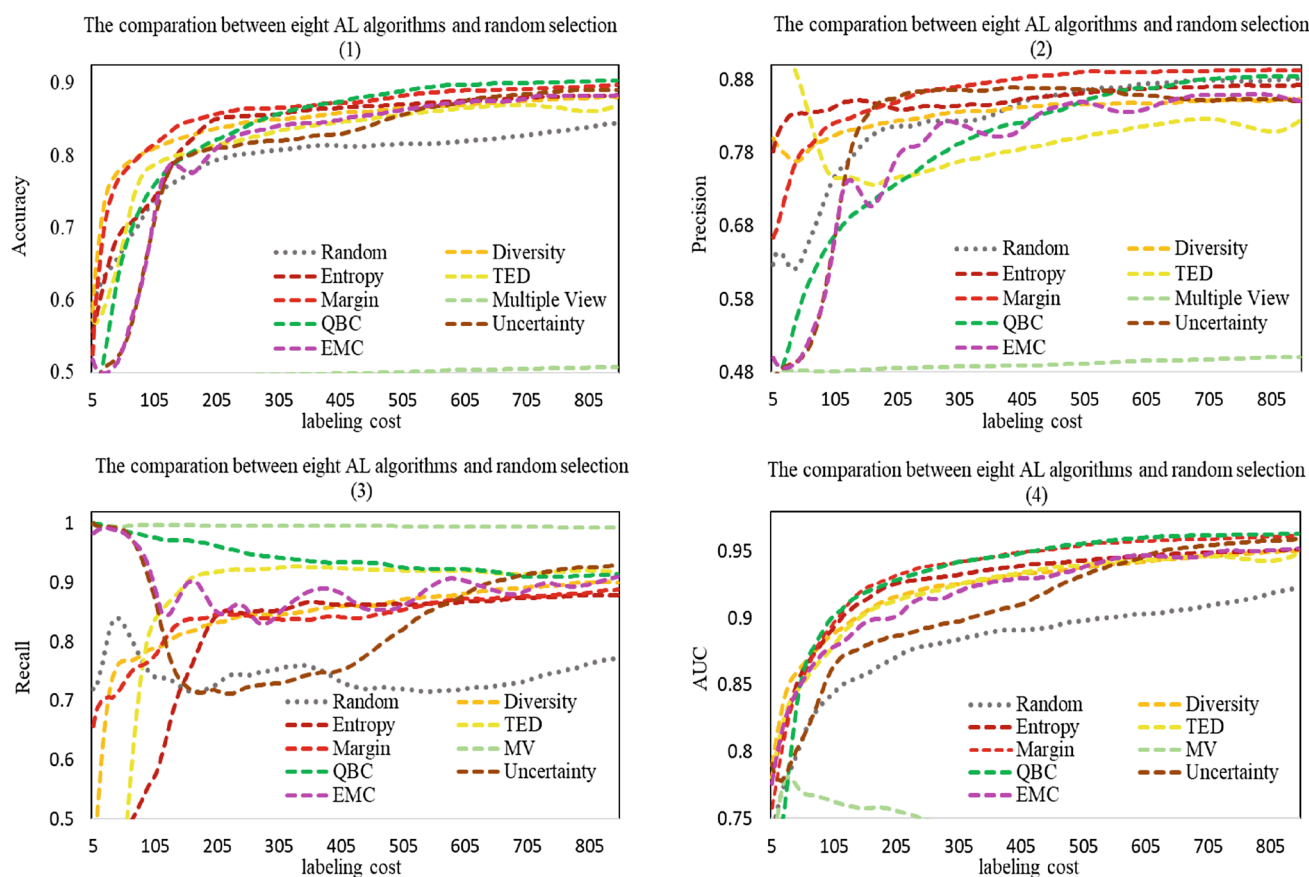 The comparation between eight AL algorithms and random selection
(1)
Accuracy
0.9
0.8
0.7
0.6
0.5
Random
Diversity
Entropy
TED
Margin
Multiple View
QBC
Uncertainty
EMC
5 105 205 305 405 505 605 705 805
labeling cost
The comparation between eight AL algorithms and random selection
(2)
Precision
0.88
0.78
0.68
0.58
0.48
Random
Diversity
Entropy
TED
Margin
Multiple View
QBC
Uncertainty
EMC
5 105 205 305 405 505 605 705 805
labeling cost
The comparation between eight AL algorithms and random selection
(3)
Recall
1
0.9
0.8
0.7
0.6
0.5
Random
Diversity
Entropy
TED
Margin
MV
QBC
Uncertainty
EMC
5 105 205 305 405 505 605 705 805
labeling cost
The comparation between eight AL algorithms and random selection
(4)
AUC
0.95
0.9
0.85
0.8
0.75
Random
Diversity
Entropy
TED
Margin
MV
QBC
Uncertainty
EMC
5 105 205 305 405 505 605 705 805
labeling cost